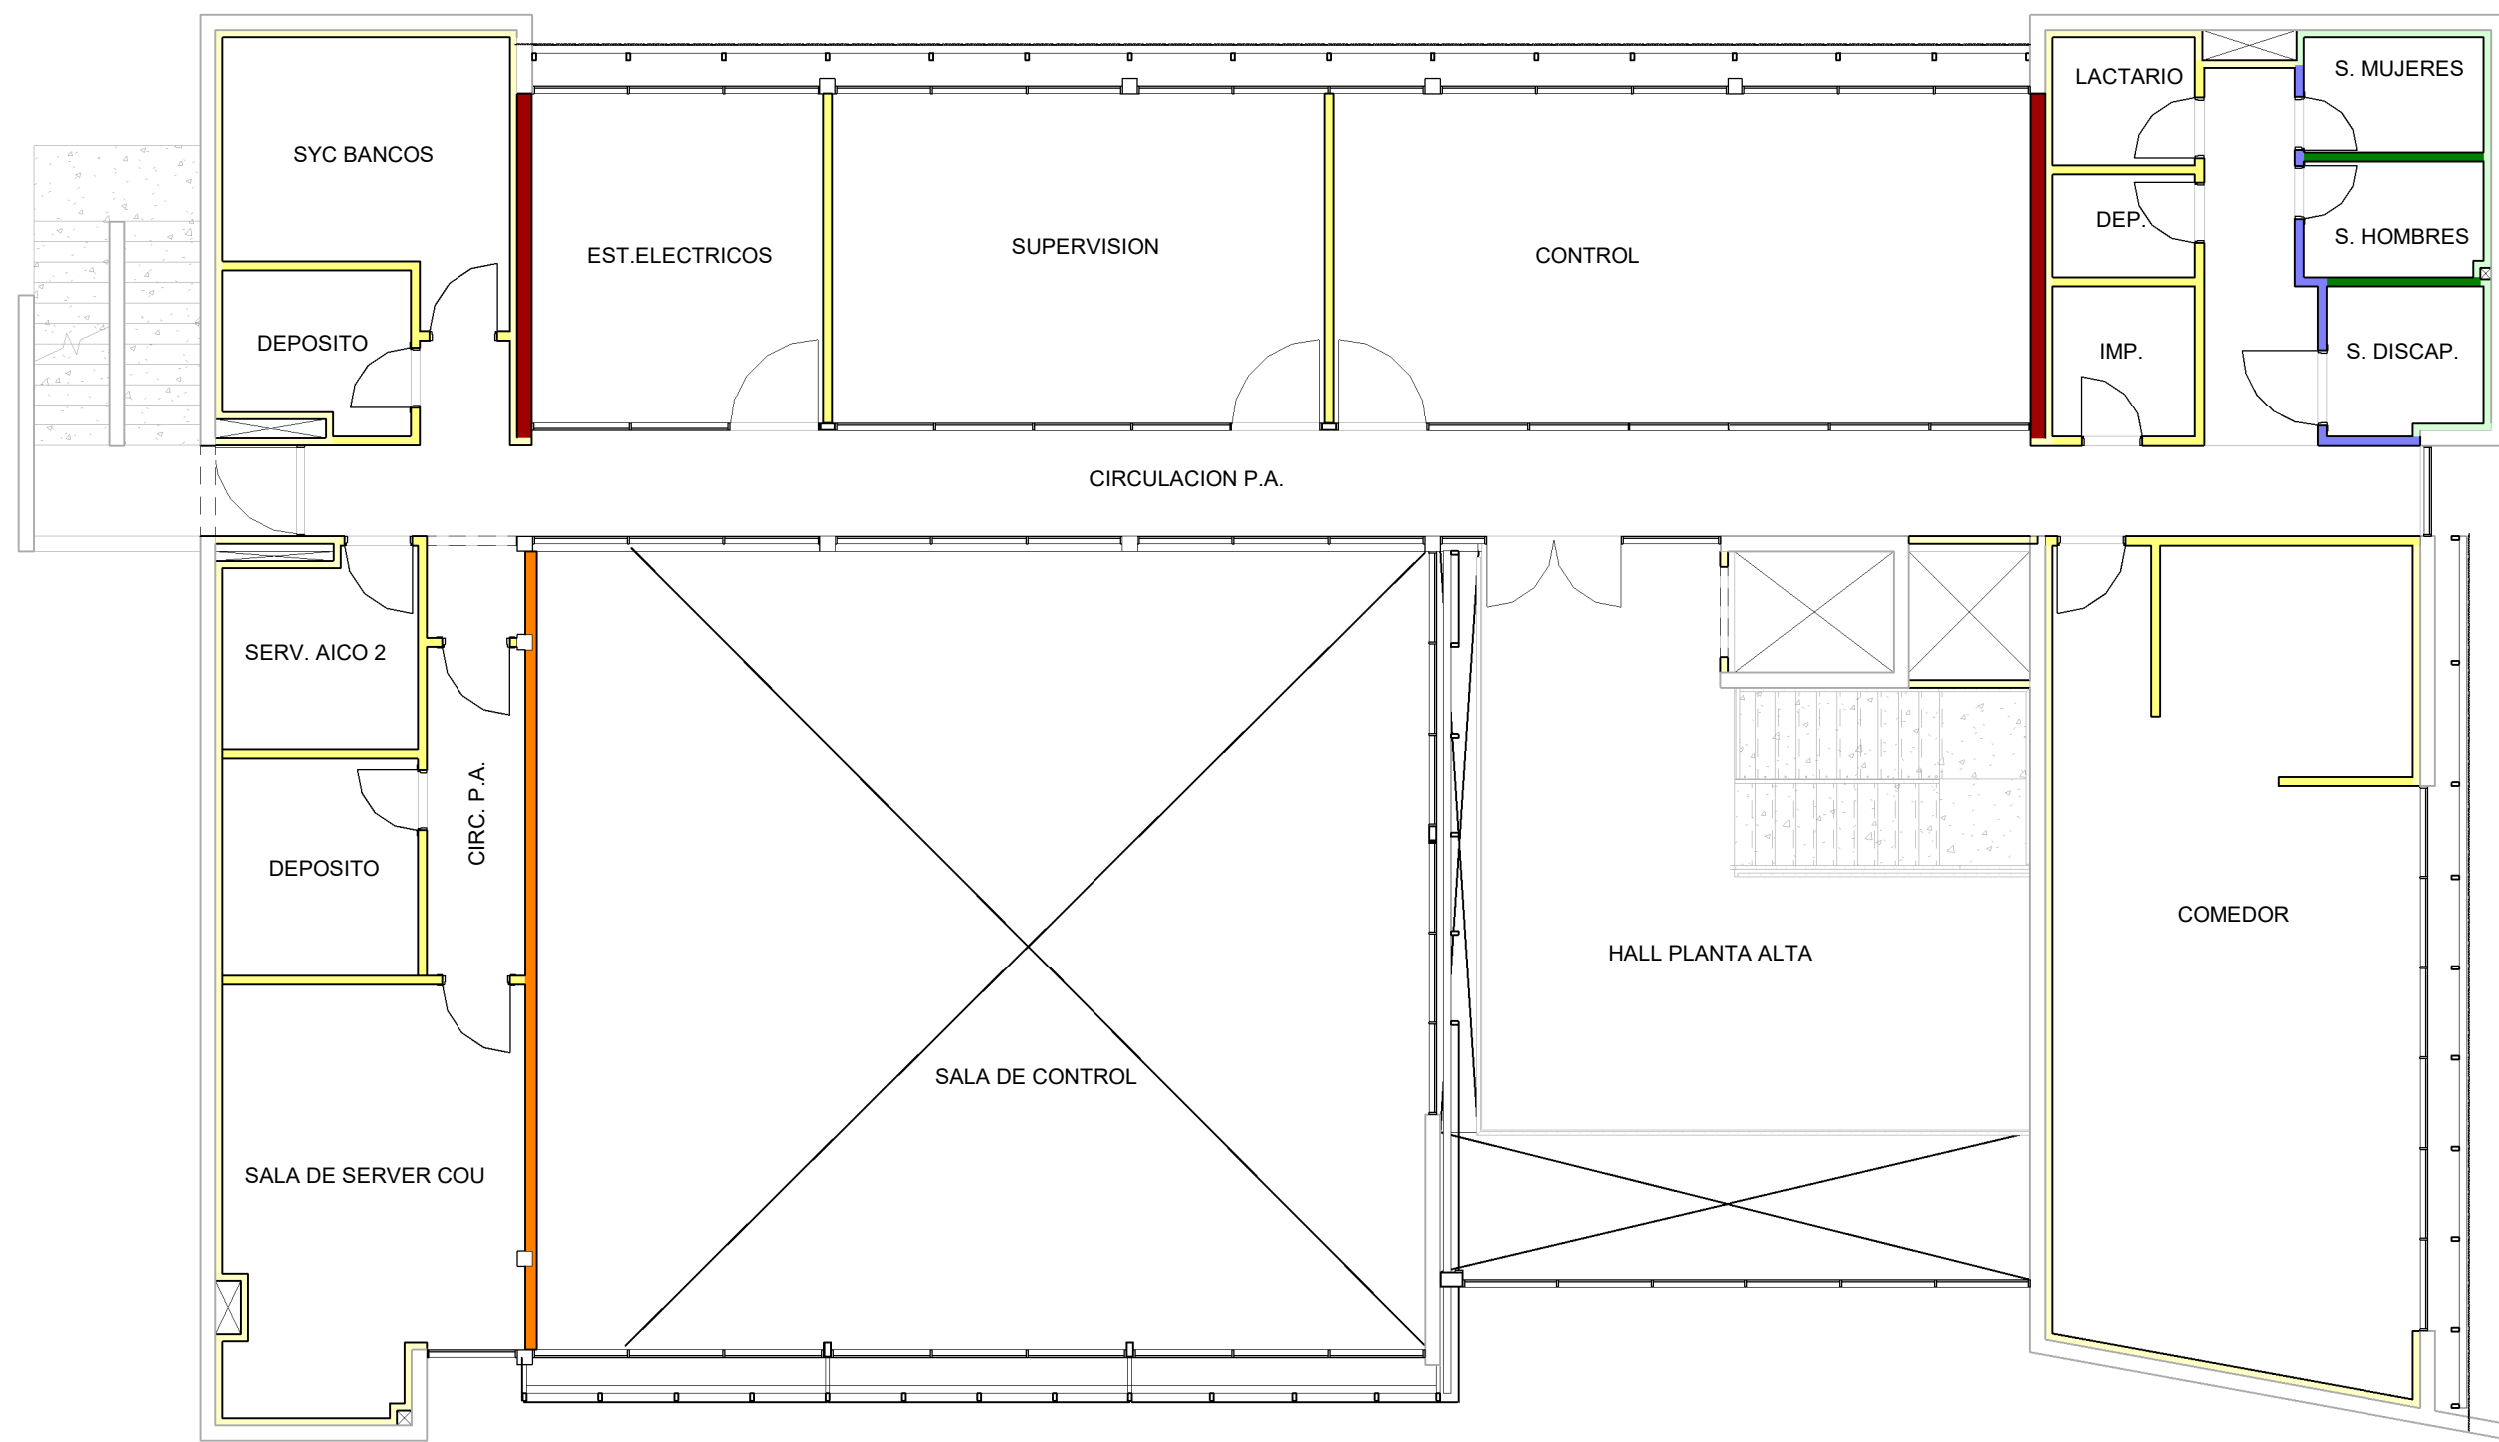 S. MUJERES
LACTARIO
SYC BANCOS
DEP.
S. HOMBRES
SUPERVISION
EST.ELECTRICOS
CONTROL
DEPOSITO
IMP.
S. DISCAP.
CIRCULACION P.A.
SERV. AICO 2
CIRC. P.A.
DEPOSITO
COMEDOR
HALL PLANTA ALTA
SALA DE CONTROL
SALA DE SERVER COU